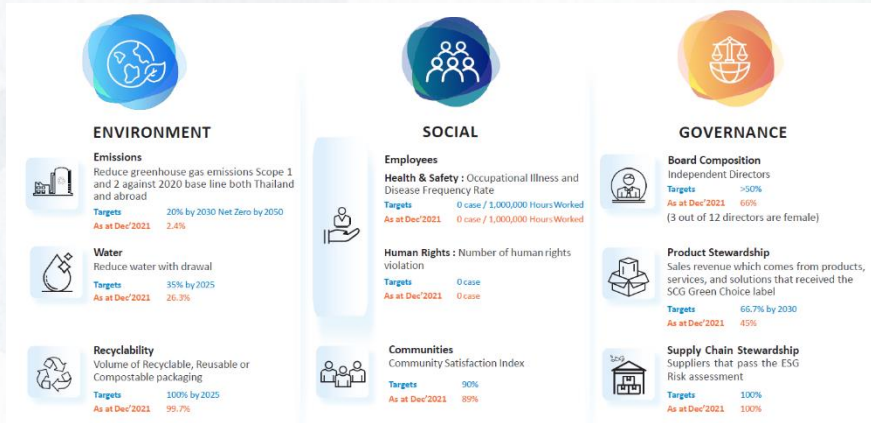 ENVIRONMENT
Emissions
Reduce greenhouse gas emissions Scope 1
and 2 against 2020 base line both Thailand
and abroad
Targets 20% by 2030 Net Zero by 2050
As at Dec'2021 2.4%
Water
Reduce water with drawal
Targets 35% by 2025
As at Dec'2021 26.3%
Recyclability
Volume of Recyclable, Reusable or
Compostable packaging
Targets 100% by 2025
As at Dec'2021 99.7%
SOCIAL
Employees
Health & Safety : Occupational Illness and
Disease Frequency Rate
Targets 0 case / 1,000,000 Hours Worked
As at Dec'2021 0 case / 1,000,000 Hours Worked
Human Rights : Number of human rights
violation
Targets 0 case
As at Dec'2021 0 case
Communities
Community Satisfaction Index
Targets 90%
As at Dec'2021 89%
GOVERNANCE
Board Composition
Independent Directors
Targets >50%
As at Dec'2021 66%
(3 out of 12 directors are female)
Product Stewardship
Sales revenue which comes from products,
services, and solutions that received the
SCG Green Choice label
Targets 66.7% by 2030
As at Dec'2021 45%
SCG
Supply Chain Stewardship
Suppliers that pass the ESG
Risk assessment
Targets 100%
As at Dec'2021 100%